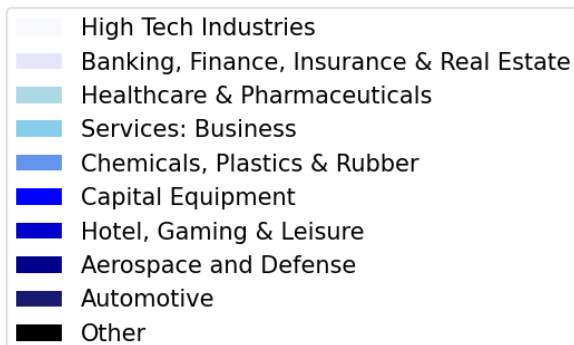 High Tech Industries
Banking, Finance, Insurance & Real Estate
Healthcare & Pharmaceuticals
Services: Business
Chemicals, Plastics & Rubber
Capital Equipment
Hotel, Gaming & Leisure
Aerospace and Defense
Automotive
Other